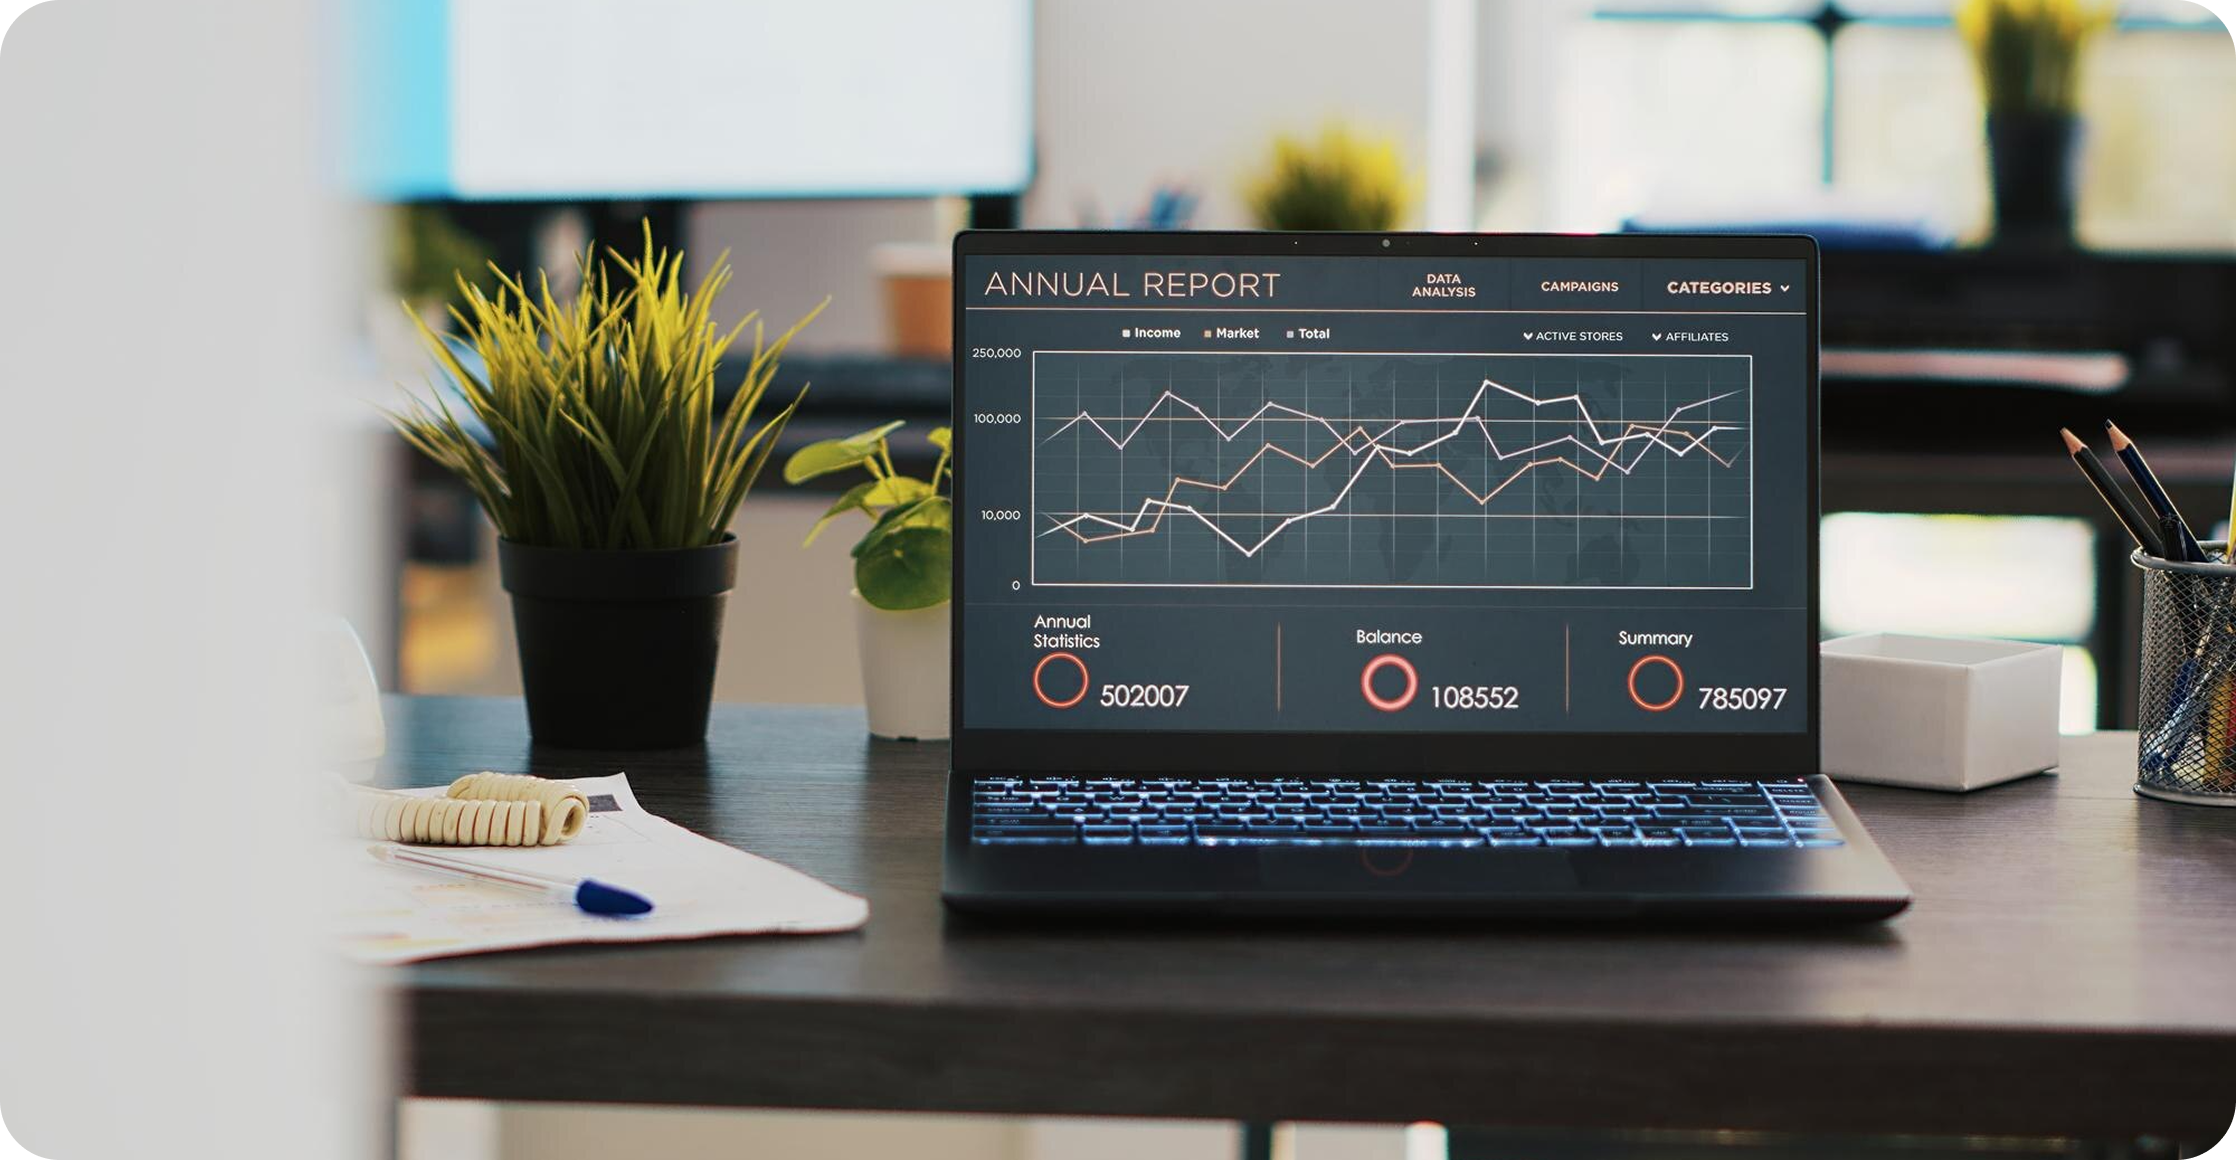 ANNUAL REPORT
DATA
ANALYSIS
CAMPAIGNS
CATEGORIES
Income
Market
Total
ACTIVE STORES
AFFILIATES
250,000
100,000
10,000
0
Annual
Statistics
502007
Balance
108552
Summary
785097